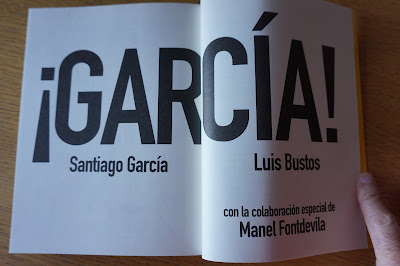 ¡GARCÍA!
Santiago García Luis Bustos
con la colaboración especial de
Manel Fontdevila